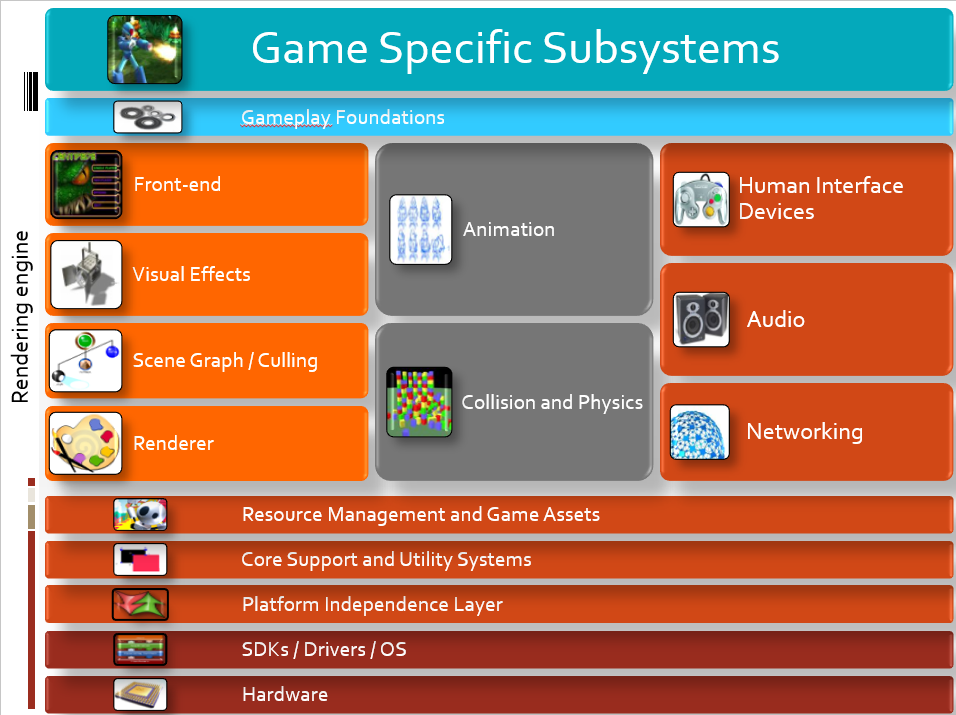 Game Specific Subsystems
Gameplay Foundations
Rendering engine
Front-end
Visual Effects
Scene Graph / Culling
Renderer
Animation
Collision and Physics
Human Interface
Devices
Audio
Networking
Resource Management and Game Assets
Core Support and Utility Systems
Platform Independence Layer
SDKs / Drivers / OS
Hardware